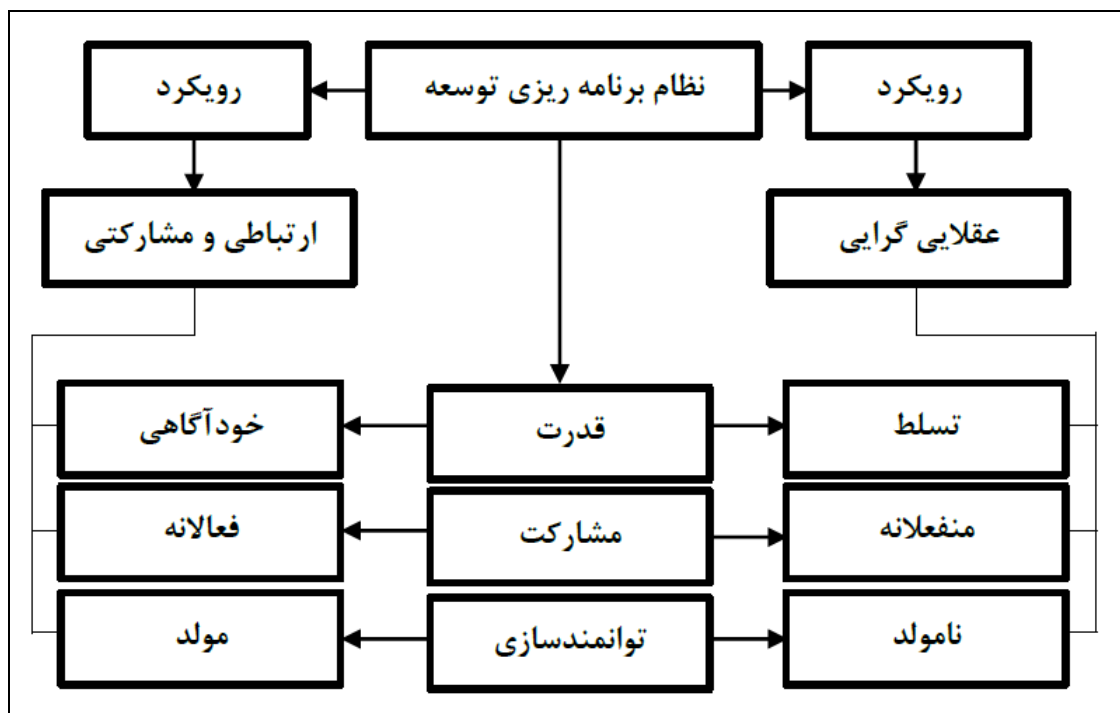 رویکرد
نظام برنامه ریزی توسعه
رویکرد
عقلایی گرایی
ارتباطی و مشارکتی
تسلط
قدرت
خودآگاهی
منفعلانه
مشارکت
فعالانه
نامولد
توانمندسازی
مولد